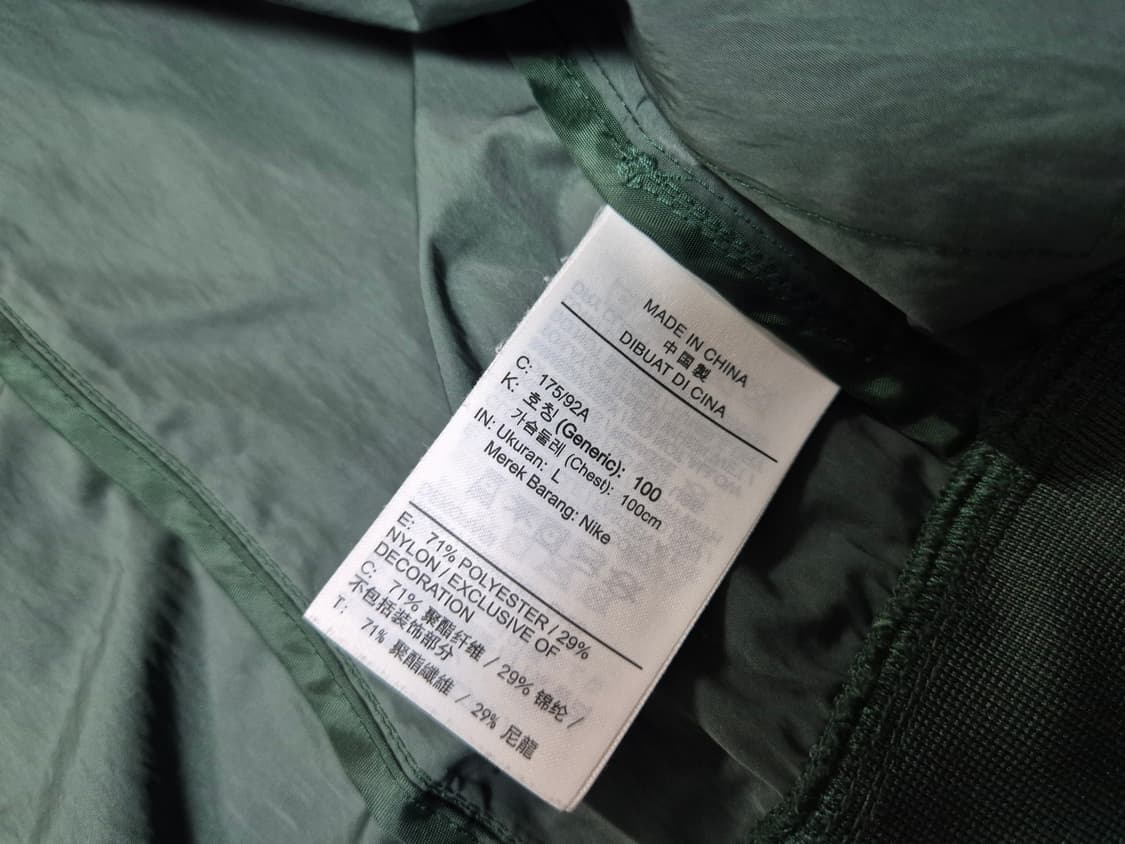 MADE IN CHINA
中国製
DIBUAT DI CINA
C: 175/92A
K: 호칭 (Generic): 100
가슴둘레 (Chest): 100cm
IN: Ukuran: L
Merek Barang: Nike
E: 71% POLYESTER / 29%
NYLON / EXCLUSIVE OF
DECORATION
C: 71% 聚酯纤维 / 29% 锦纶 /
不包括装饰部分
T: 71% 聚酯纖維 / 29% 尼龍